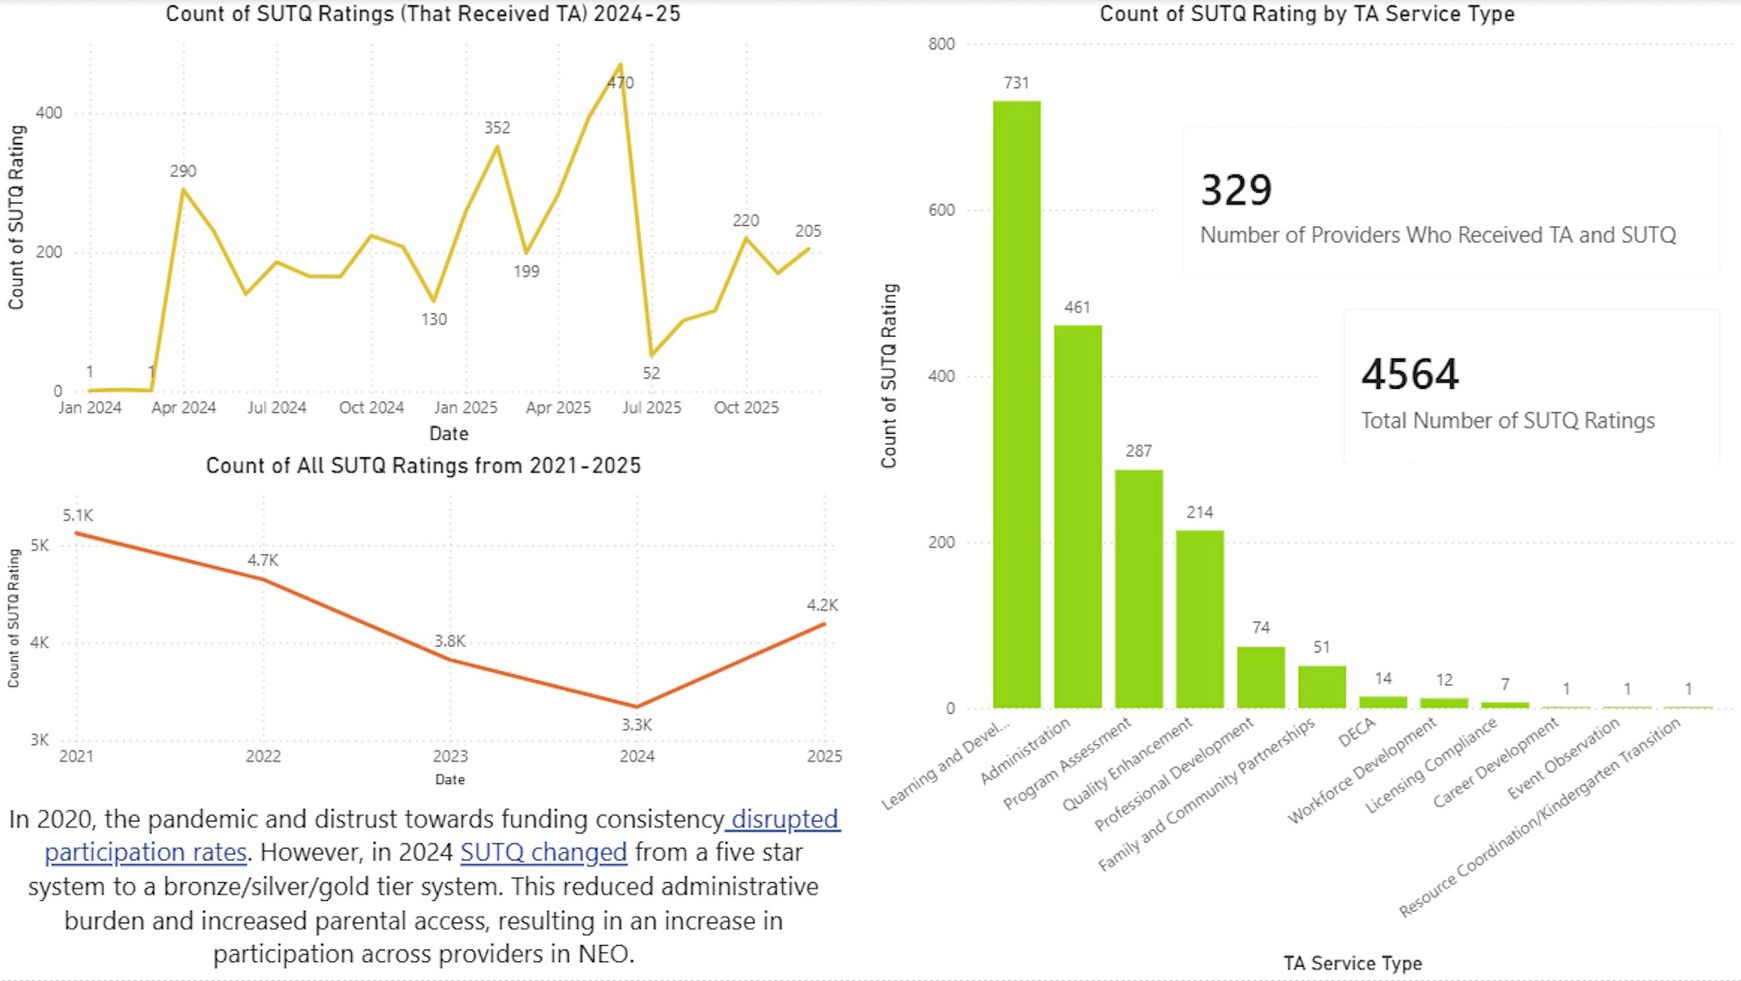 Count of SUTQ Ratings (That Received TA) 2024-25
Count of SUTQ Rating
400
200
0
1
1
290
130
352
199
470
52
220
205
Jan 2024
Apr 2024
Jul 2024
Oct 2024
Jan 2025
Apr 2025
Jul 2025
Oct 2025
Date
Count of All SUTQ Ratings from 2021-2025
Count of SUTQ Rating
5K
4K
3K
5.1K
4.7K
3.8K
3.3K
4.2K
2021
2022
2023
2024
2025
Date
In 2020, the pandemic and distrust towards funding consistency disrupted
participation rates. However, in 2024 SUTQ changed from a five star
system to a bronze/silver/gold tier system. This reduced administrative
burden and increased parental access, resulting in an increase in
participation across providers in NEO.
Count of SUTQ Rating by TA Service Type
Count of SUTQ Rating
800
600
400
200
0
731
461
287
214
74
51
14
12
7
1
1
1
329
Number of Providers Who Received TA and SUTQ
4564
Total Number of SUTQ Ratings
Learning and Devel...
Administration
Program Assessment
Quality Enhancement
Professional Development
Family and Community Partnerships
DECA
Workforce Development
Licensing Compliance
Career Development
Event Observation
Resource Coordination/Kindergarten Transition
TA Service Type